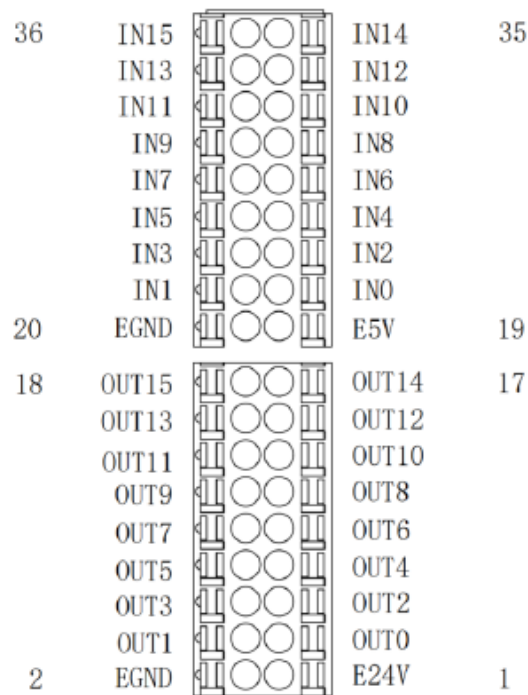 36 IN15 IN14 35
IN13 IN12
IN11 IN10
IN9 IN8
IN7 IN6
IN5 IN4
IN3 IN2
IN1 IN0
20 EGND E5V 19
18 OUT15 OUT14 17
OUT13 OUT12
OUT11 OUT10
OUT9 OUT8
OUT7 OUT6
OUT5 OUT4
OUT3 OUT2
OUT1 OUT0
2 EGND E24V 1